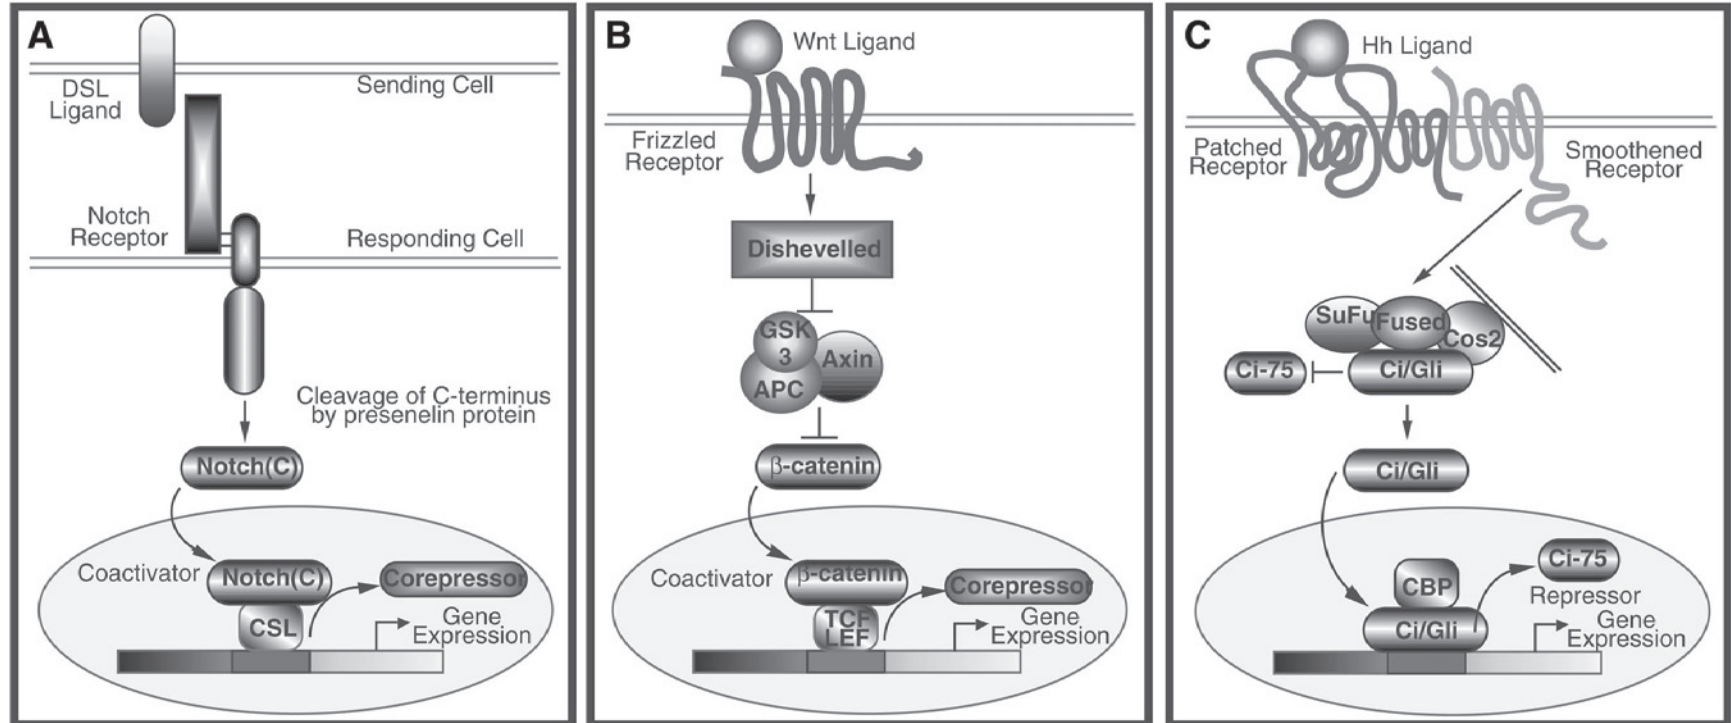 A
DSL
Ligand
Sending Cell
Notch
Receptor
Responding Cell
Cleavage of C-terminus
by presenelin protein
Notch(C)
Coactivator
Notch(C)
Corepressor
CSL
Gene
Expression
B
Wnt Ligand
Frizzled
Receptor
Dishevelled
GSK
3
Axin
APC
β-catenin
Coactivator
β-catenin
Corepressor
TCF
LEF
Gene
Expression
C
Hh Ligand
Patched
Receptor
Smoothened
Receptor
SuFu
Fused
Cos2
Ci-75
Ci/Gli
Ci/Gli
CBP
Ci-75
Repressor
Ci/Gli
Gene
Expression